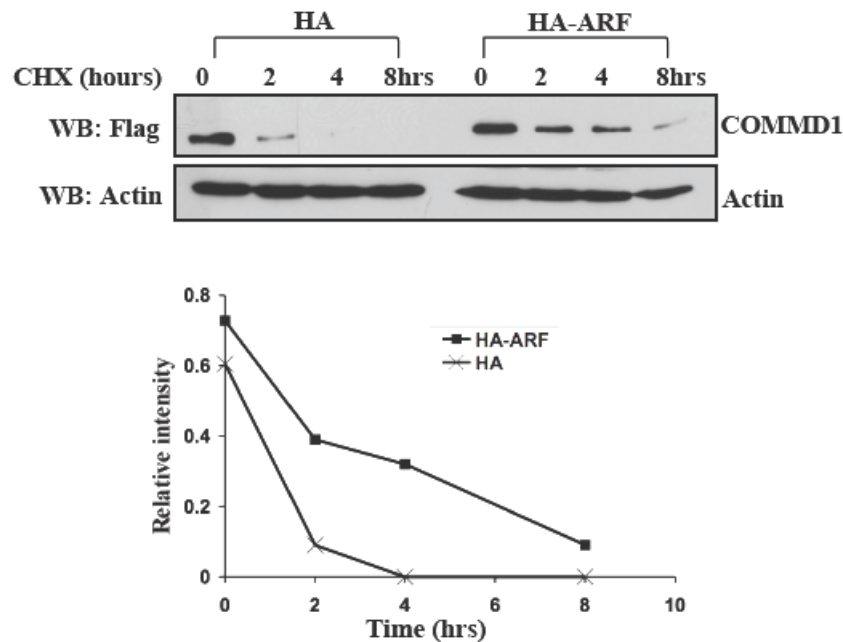 HA HA-ARF
CHX (hours) 0 2 4 8hrs 0 2 4 8hrs
WB: Flag COMMD1
WB: Actin Actin
0.8
HA-ARF
HA
0.6
0.4
0.2
0
Relative intensity
0 2 4 6 8 10
Time (hrs)